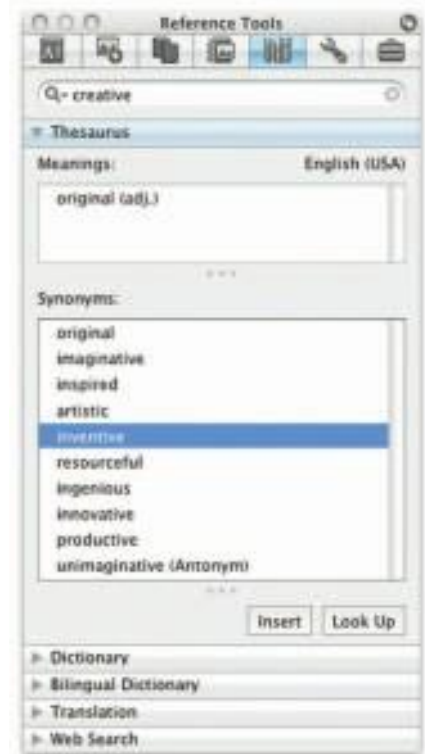 Reference Tools
creative
Thesaurus
Meanings: English (USA)
original (adj.)
Synonyms:
original
imaginative
inspired
artistic
inventive
resourceful
ingenious
innovative
productive
unimaginative (Antonym)
Insert Look Up
Dictionary
Bilingual Dictionary
Translation
Web Search